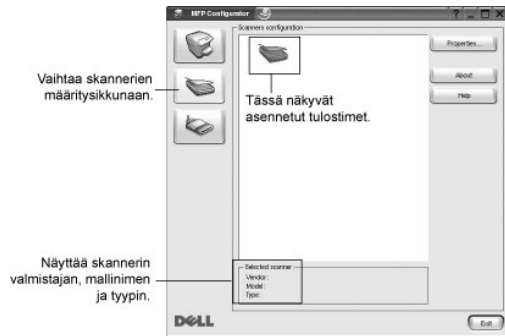 MFP Configurator
Scanners configuration
Properties...
About
Help
Vaihtaa skannerien
määritysikkunaan.
Tässä näkyvät
asennetut tulostimet.
Näyttää skannerin
valmistajan, mallinimen
ja tyypin.
Selected scanner:
Vendor:
Model:
Type:
DELL
Exit